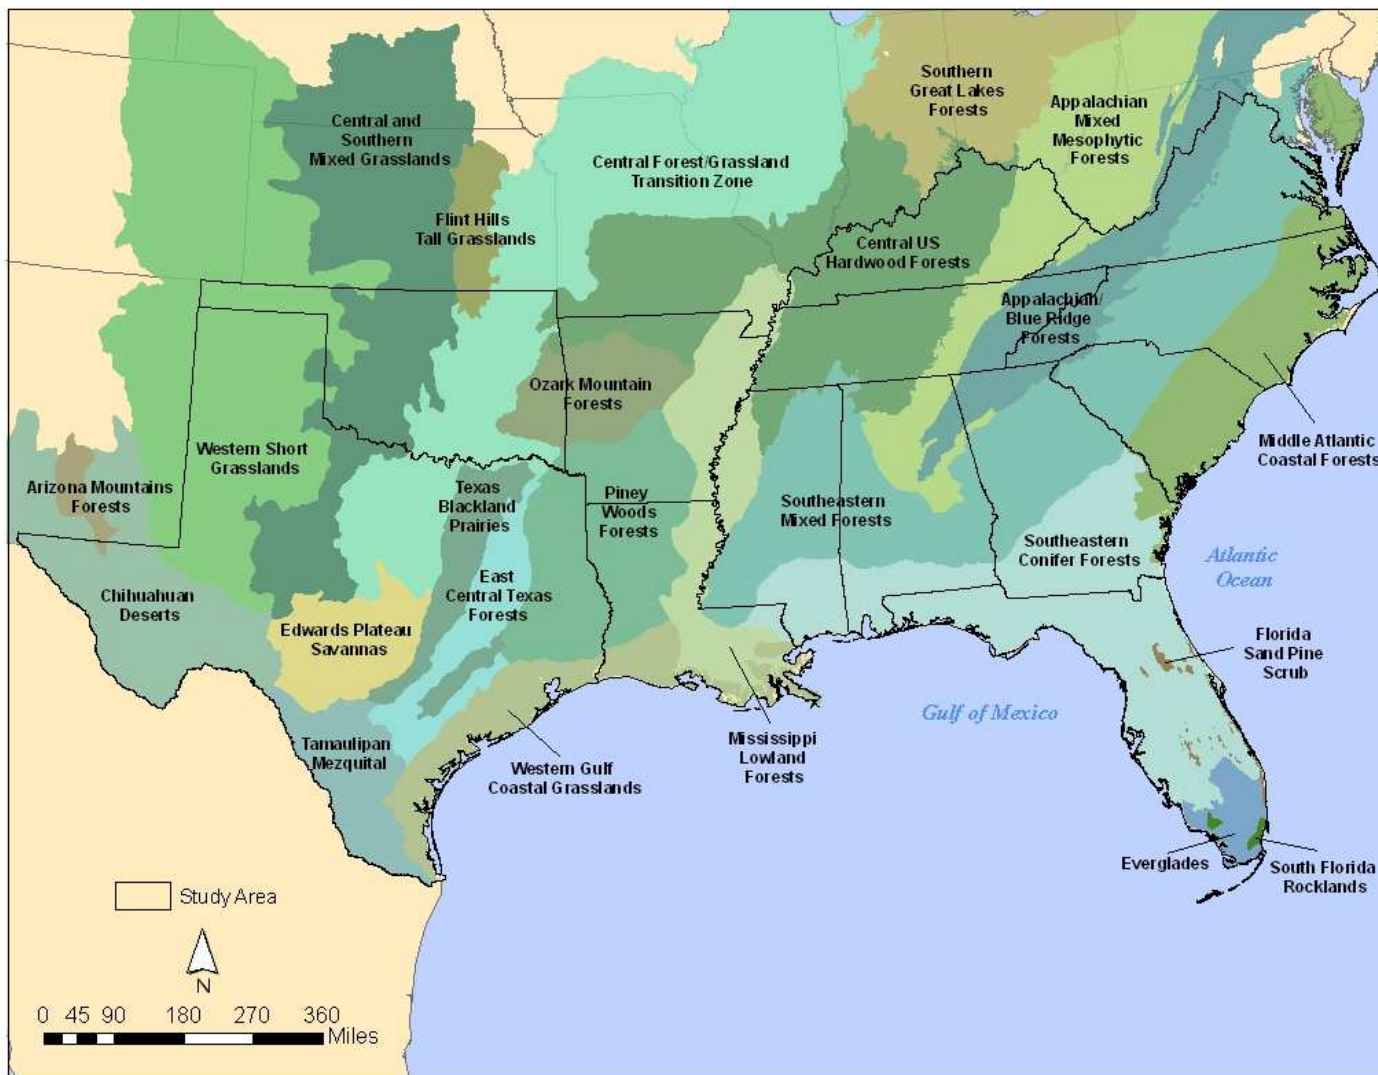 Southern
Great Lakes
Forests
Appalachian
Mixed
Mesophytic
Forests
Central and
Southern
Mixed Grasslands
Central Forest/Grassland
Transition Zone
Flint Hills
Tall Grasslands
Central US
Hardwood Forests
Appalachian/
Blue Ridge
Forests
Ozark Mountain
Forests
Western Short
Grasslands
Middle Atlantic
Coastal Forests
Arizona Mountains
Forests
Texas
Blackland
Prairies
Piney
Woods
Forests
Southeastern
Mixed Forests
Southeastern
Conifer Forests
Atlantic
Ocean
Chihuahuan
Deserts
East
Central Texas
Forests
Edwards Plateau
Savannas
Florida
Sand Pine
Scrub
Gulf of Mexico
Tamaulipan
Mezquital
Western Gulf
Coastal Grasslands
Mississippi
Lowland
Forests
Everglades
South Florida
Rocklands
Study Area
N
0 45 90 180 270 360
Miles